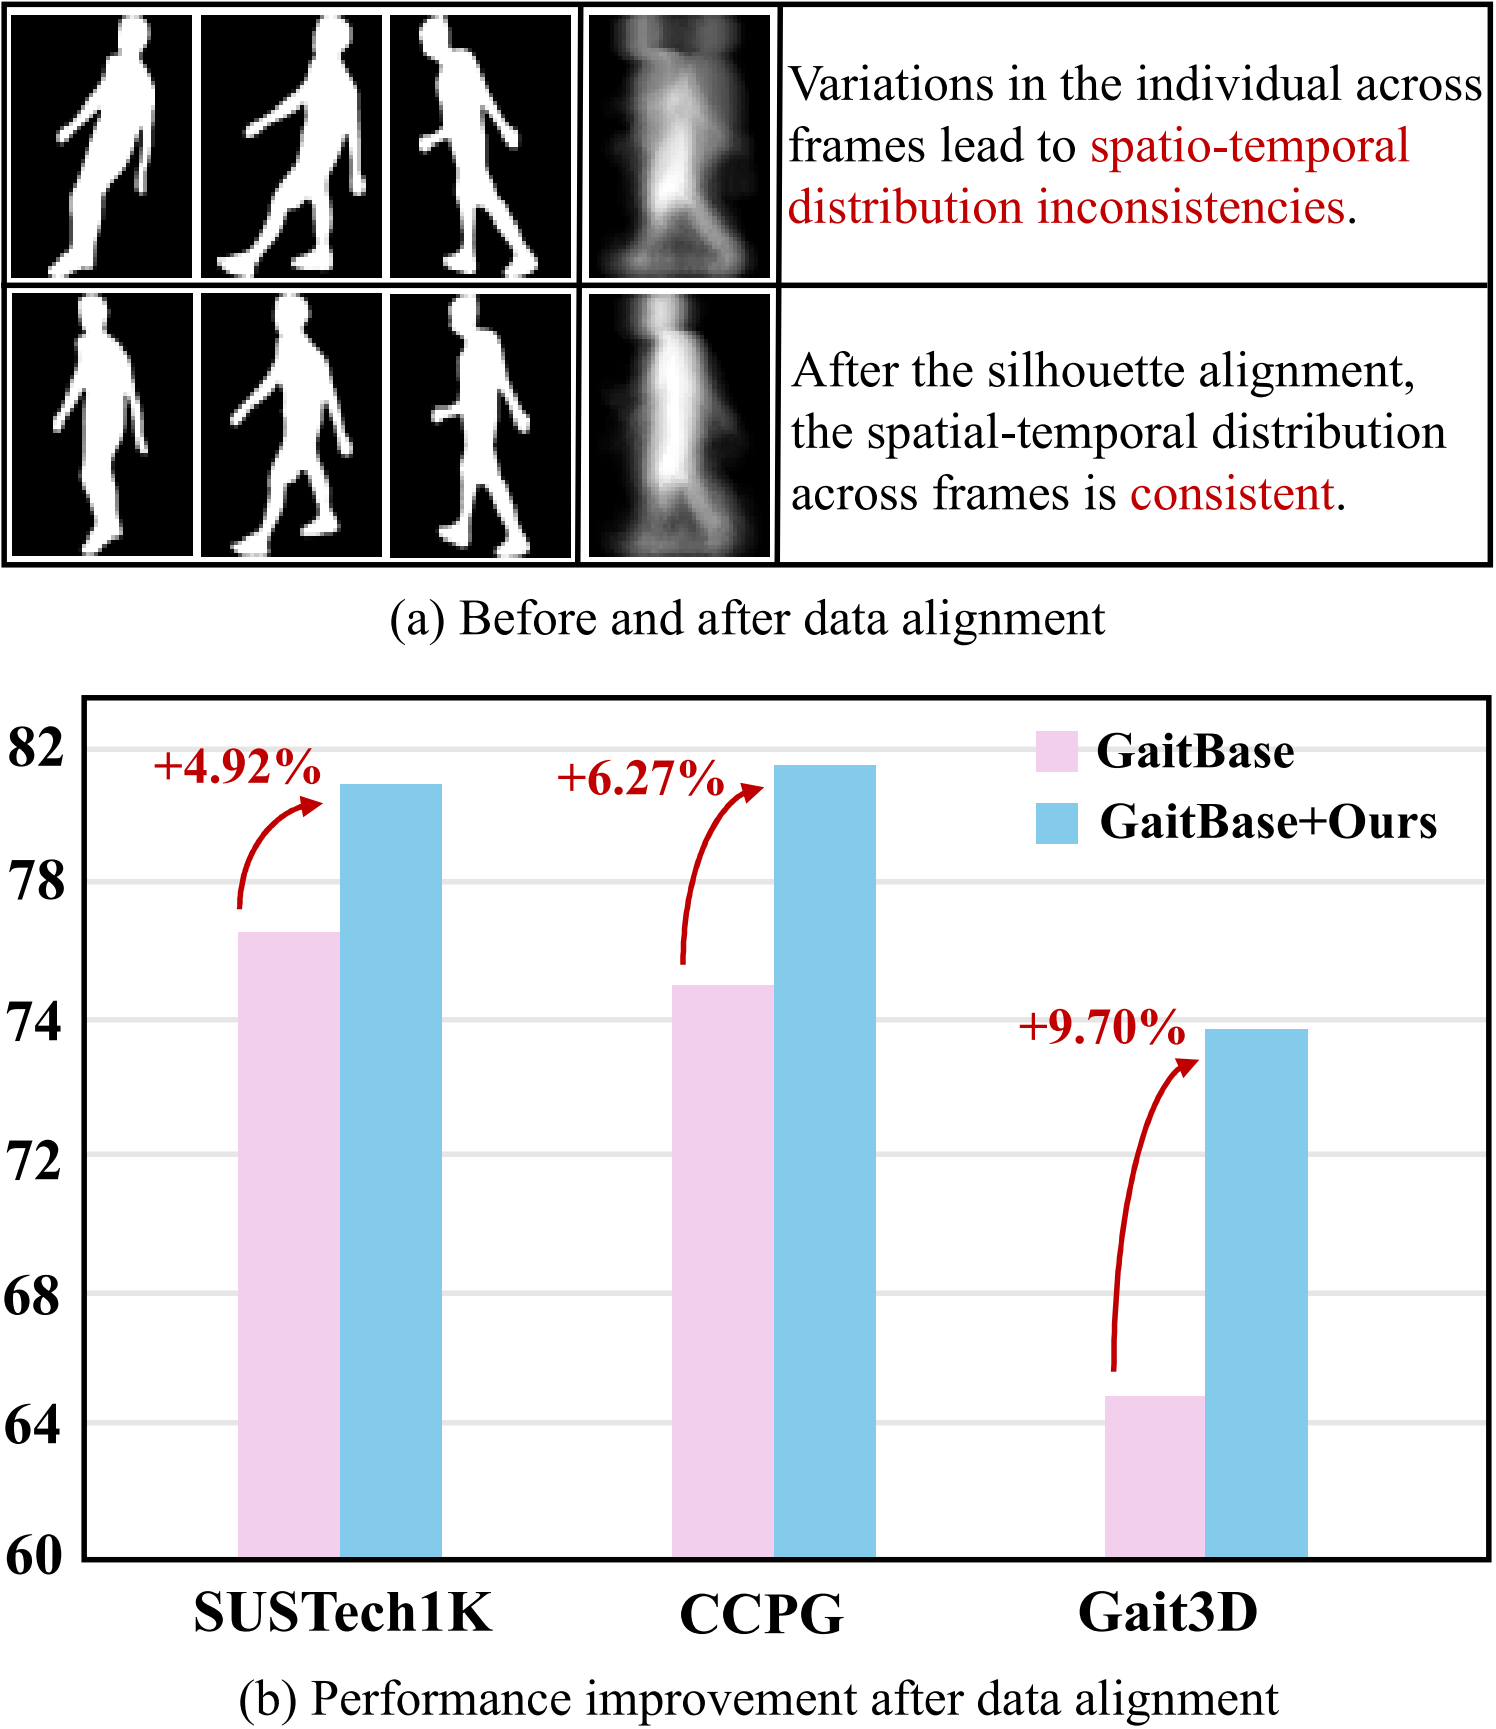 Variations in the individual across
frames lead to spatio-temporal
distribution inconsistencies.
After the silhouette alignment,
the spatial-temporal distribution
across frames is consistent.
(a) Before and after data alignment
82
78
74
72
68
64
60
+4.92%
+6.27%
+9.70%
GaitBase
GaitBase+Ours
SUSTech1K
CCPG
Gait3D
(b) Performance improvement after data alignment